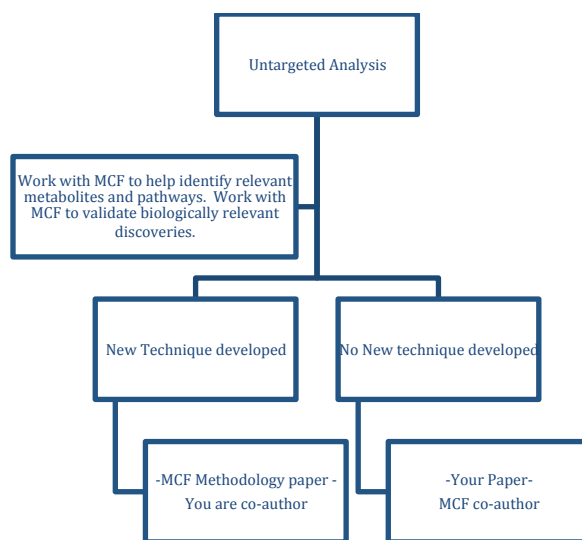 Untargeted Analysis
Work with MCF to help identify relevant
metabolites and pathways.  Work with
MCF to validate biologically relevant
discoveries.
New Technique developed
No New technique developed
-MCF Methodology paper -
You are co-author
-Your Paper-
MCF co-author